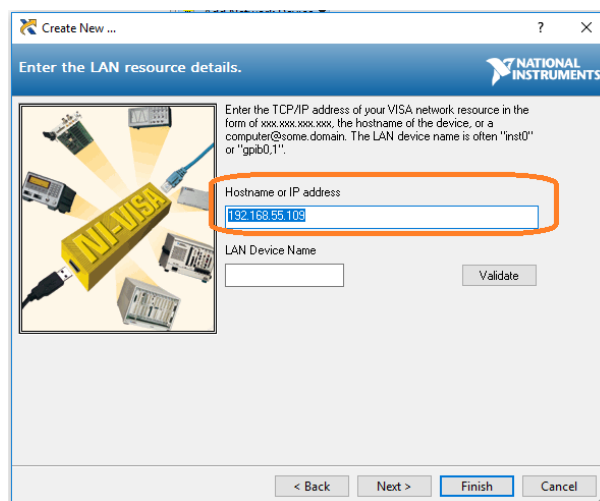 Create New ...
Enter the LAN resource details.
NATIONAL
INSTRUMENTS
Enter the TCP/IP address of your VISA network resource in the
form of xxx.xxx.xxx.xxx, the hostname of the device, or a
computer@some.domain. The LAN device name is often "inst0"
or "gpib0,1".
NI-VISA
Hostname or IP address
192.168.55.109
LAN Device Name
Validate
< Back
Next >
Finish
Cancel